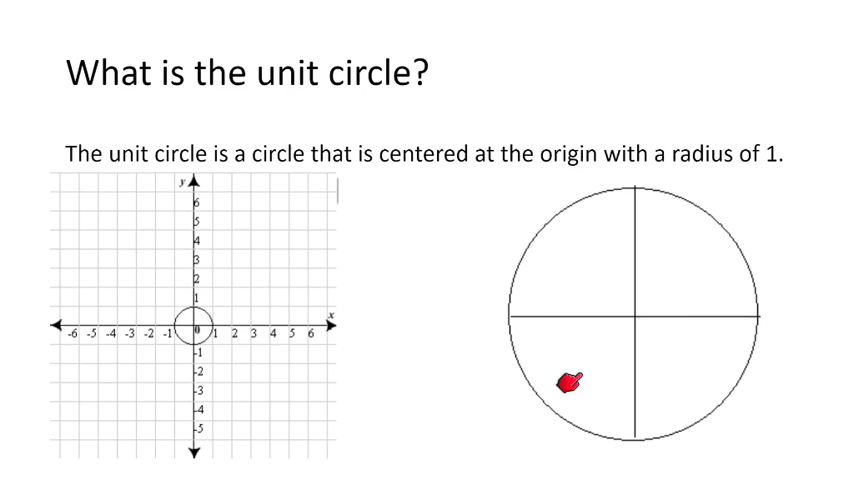 What is the unit circle?
The unit circle is a circle that is centered at the origin with a radius of 1.
y
6
5
4
3
2
1
x
-6 -5 -4 -3 -2 -1 0 1 2 3 4 5 6
-1
-2
-3
-4
-5